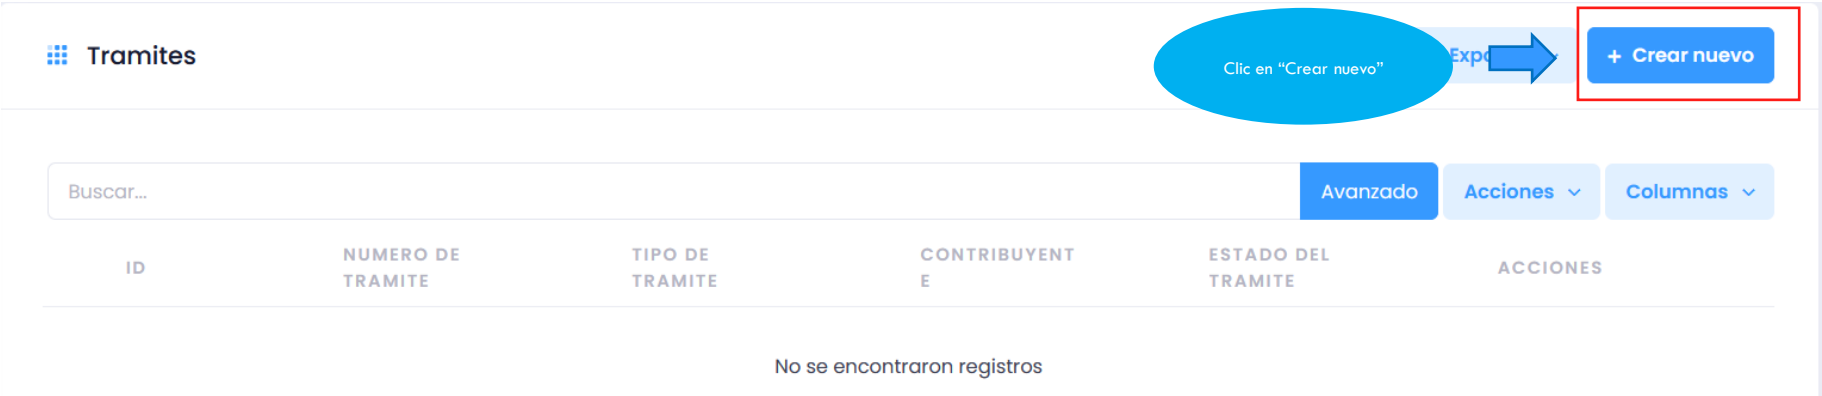 Tramites
Clic en “Crear nuevo”
+ Crear nuevo
Buscar...
Avanzado
Acciones
Columnas
ID
NUMERO DE
TRAMITE
TIPO DE
TRAMITE
CONTRIBUYENT
E
ESTADO DEL
TRAMITE
ACCIONES
No se encontraron registros